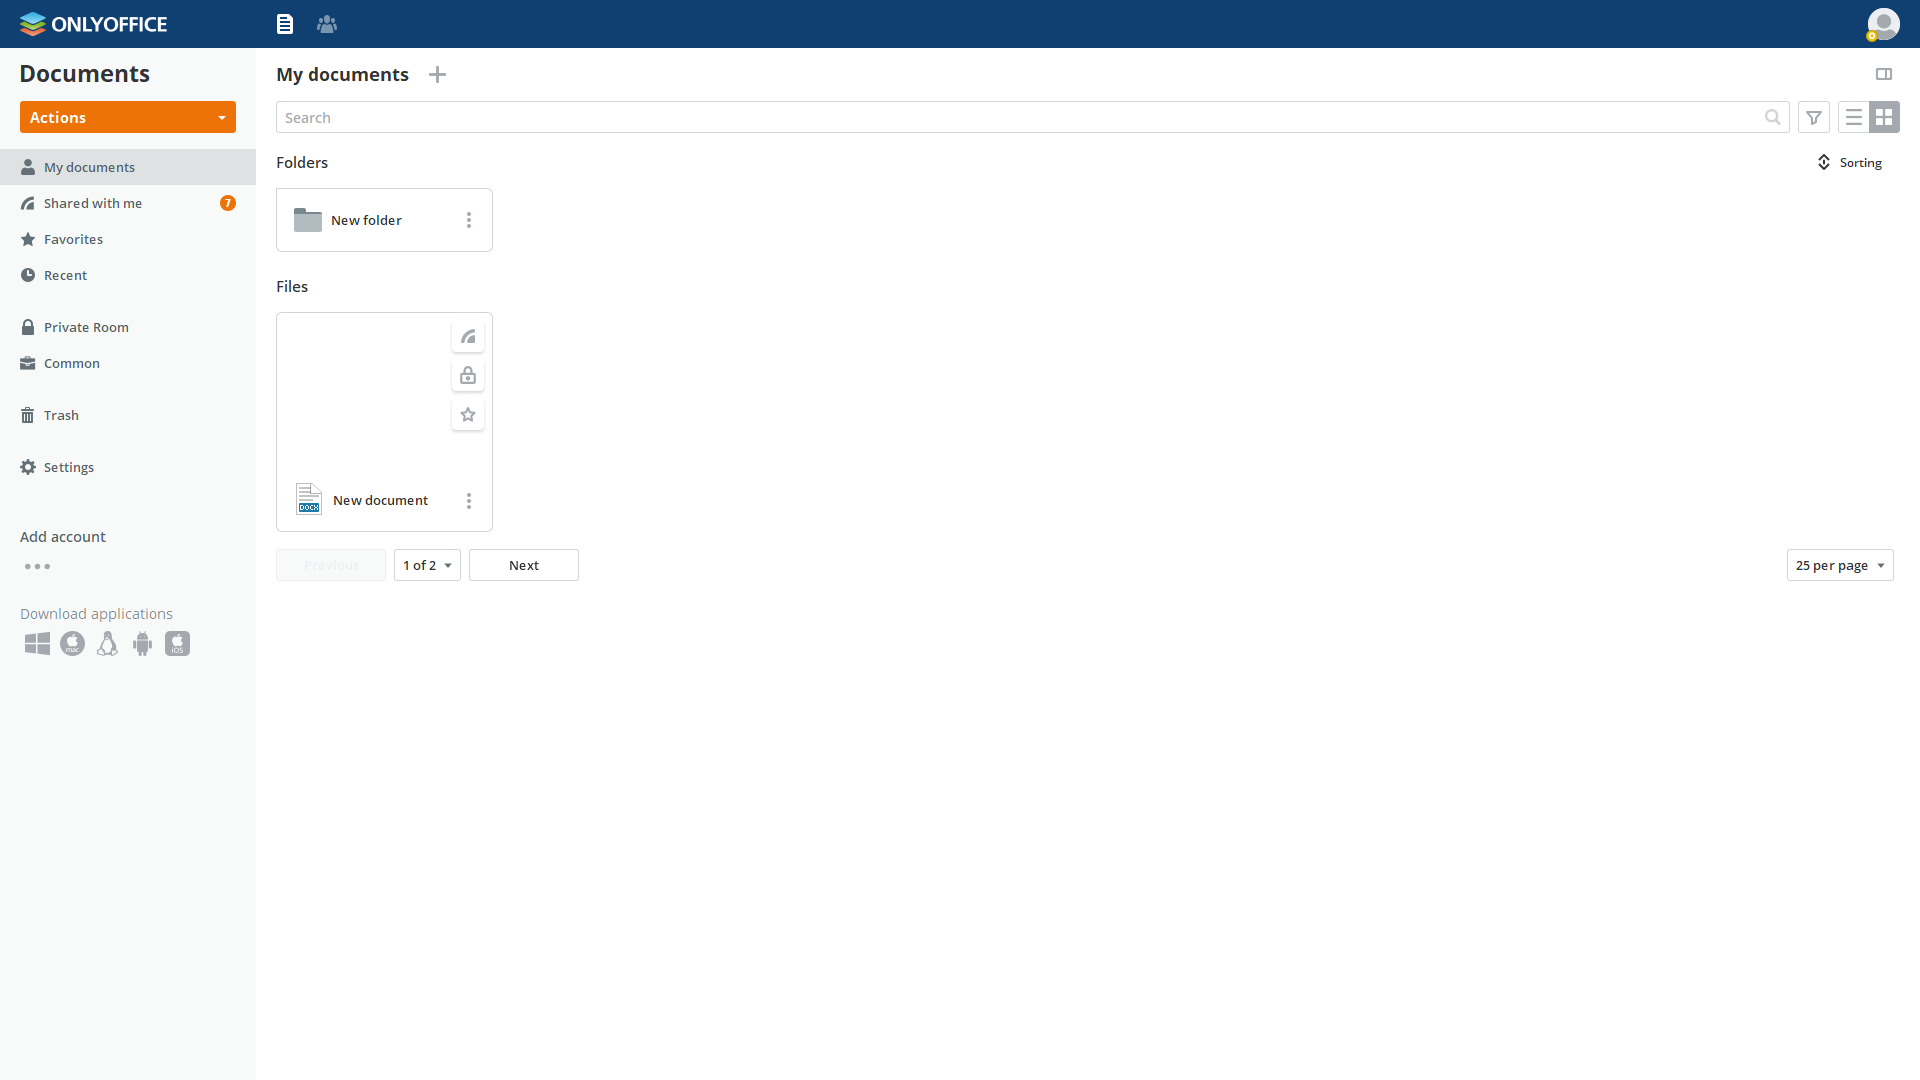 ONLYOFFICE
Documents
Actions
My documents
Shared with me 7
Favorites
Recent
Private Room
Common
Trash
Settings
Add account
Download applications
mac
iOS
My documents
Search
Folders
Sorting
New folder
Files
DOCX
New document
Previous
1 of 2
Next
25 per page